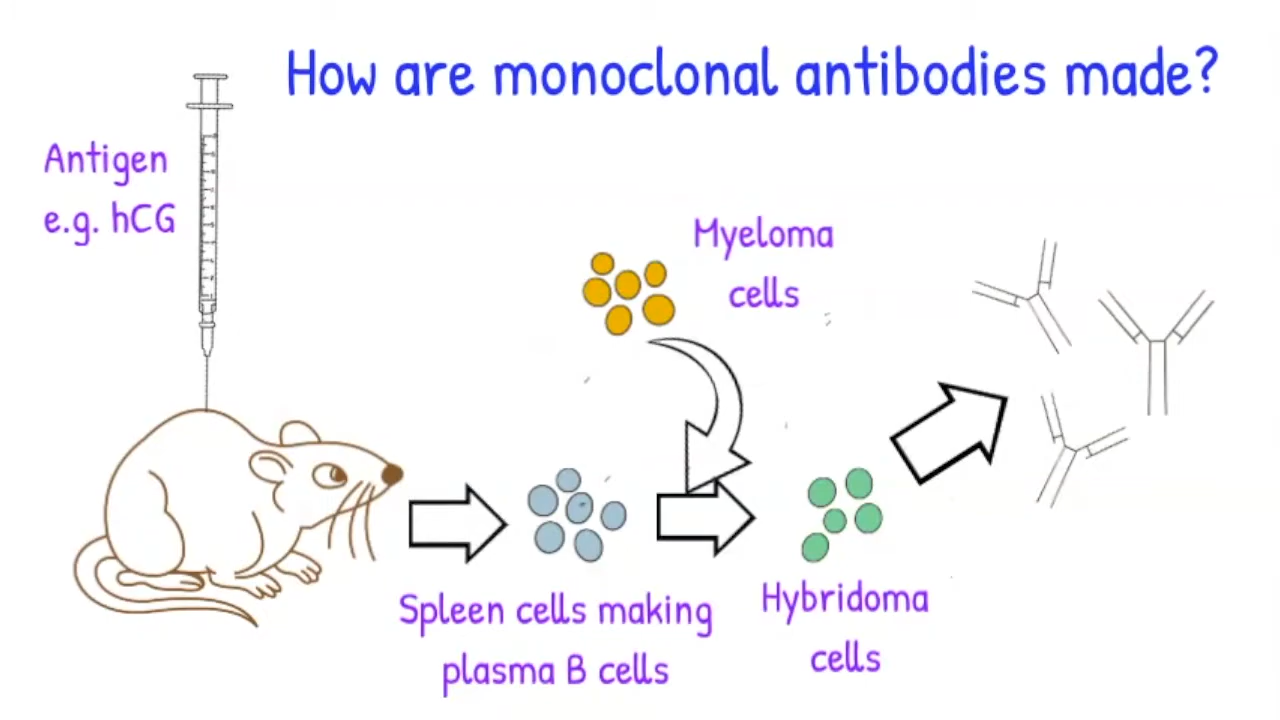 How are monoclonal antibodies made?
Antigen
e.g. hCG
Myeloma
cells
Spleen cells making
plasma B cells
Hybridoma
cells